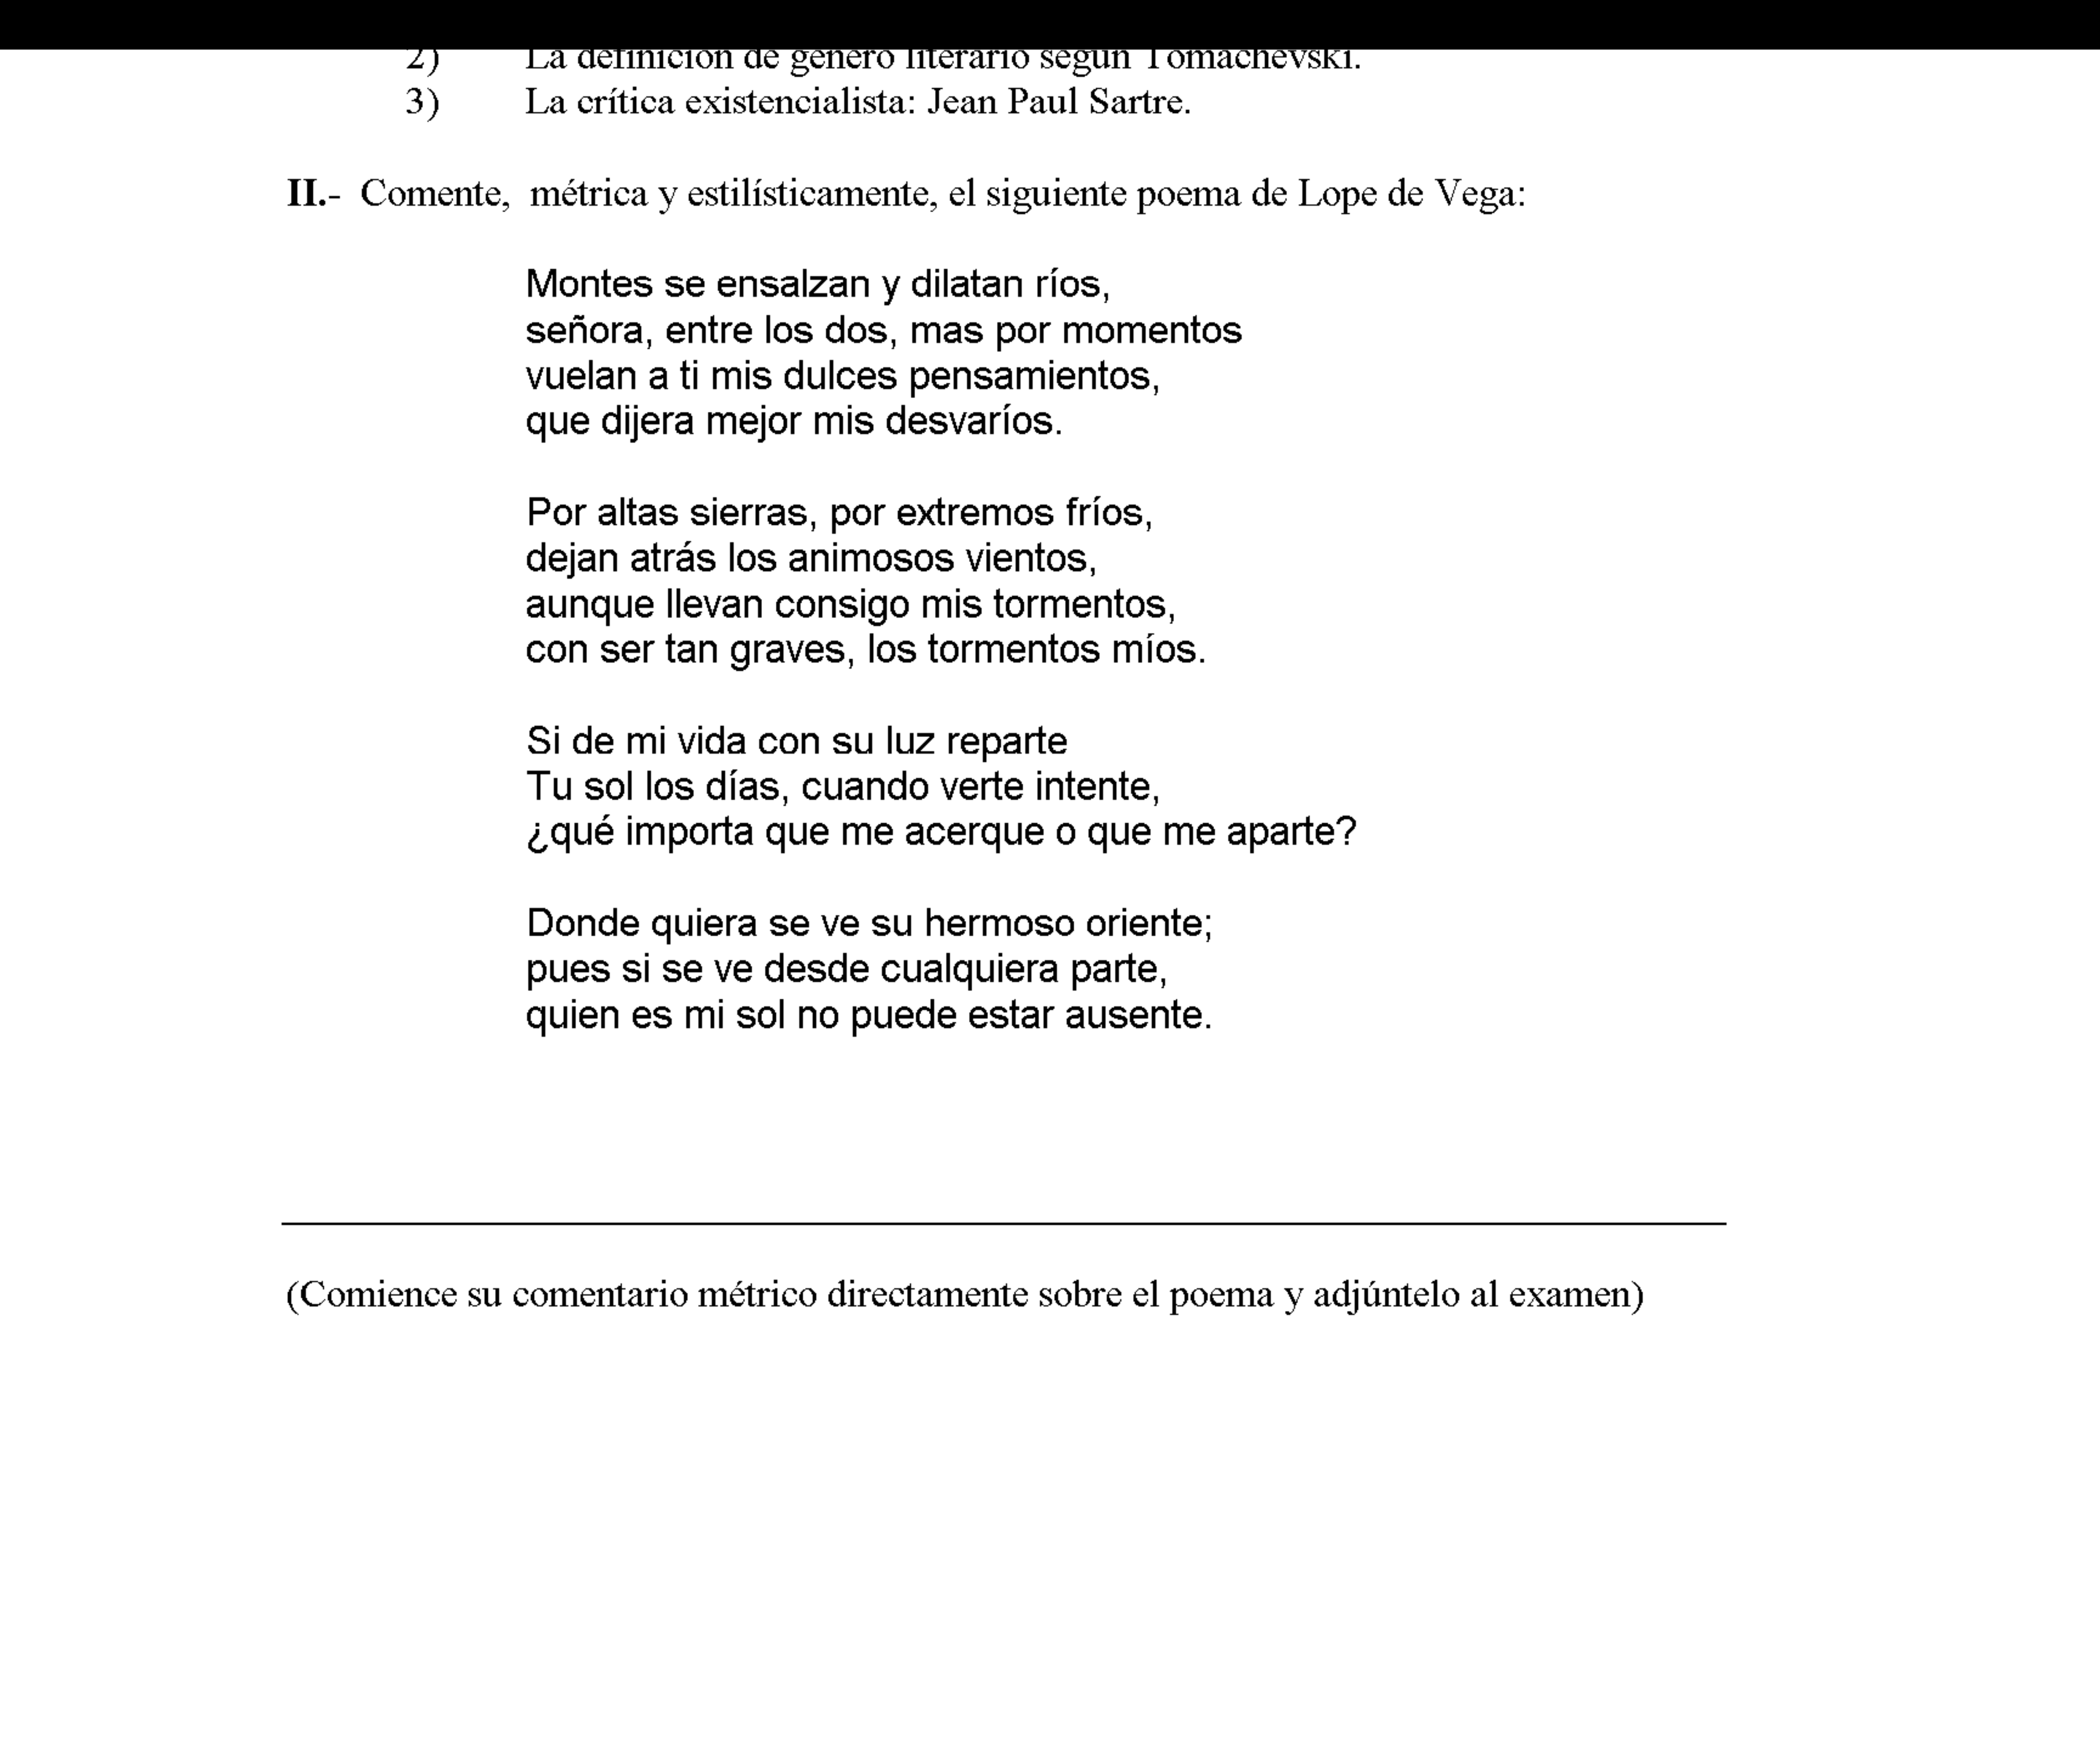 2) La definición de género literario según Tomachevski.
3) La crítica existencialista: Jean Paul Sartre.
II.- Comente, métrica y estilísticamente, el siguiente poema de Lope de Vega:
Montes se ensalzan y dilatan ríos,
señora, entre los dos, mas por momentos
vuelan a ti mis dulces pensamientos,
que dijera mejor mis desvaríos.
Por altas sierras, por extremos fríos,
dejan atrás los animosos vientos,
aunque llevan consigo mis tormentos,
con ser tan graves, los tormentos míos.
Si de mi vida con su luz reparte
Tu sol los días, cuando verte intente,
¿qué importa que me acerque o que me aparte?
Donde quiera se ve su hermoso oriente;
pues si se ve desde cualquiera parte,
quien es mi sol no puede estar ausente.
(Comience su comentario métrico directamente sobre el poema y adjúntelo al examen)